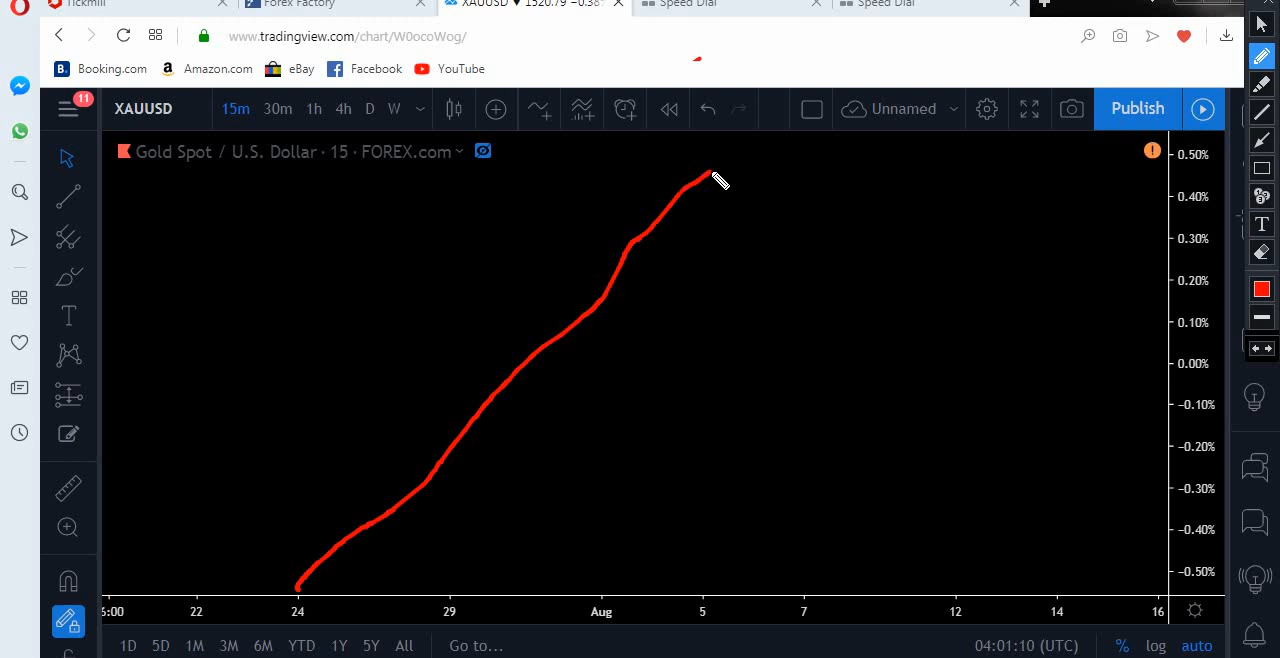 Tickmill Forex Factory XAUUSD ▼ 1520.79 −0.38% Speed Dial Speed Dial
www.tradingview.com/chart/W0ocoWog/
B. Booking.com a Amazon.com eBay Facebook YouTube
11
XAUUSD 15m 30m 1h 4h D W Unnamed Publish
Gold Spot / U.S. Dollar · 15 · FOREX.com
0.50%
0.40%
0.30%
0.20%
0.10%
0.00%
−0.10%
−0.20%
−0.30%
−0.40%
−0.50%
6:00 22 24 29 Aug 5 7 12 14 16
1D 5D 1M 3M 6M YTD 1Y 5Y All Go to... 04:01:10 (UTC) % log auto